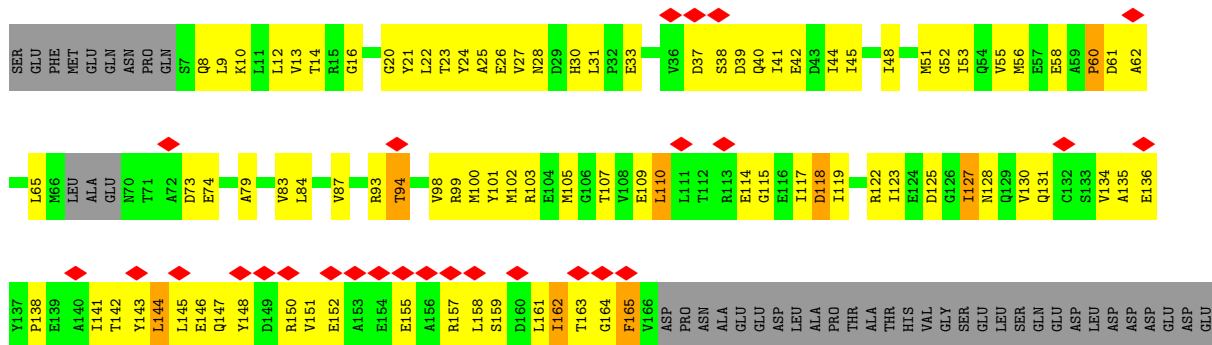 SER GLU PHE MET GLU GLN ASN PRO GLN S7 Q8 L9 K10 L11 L12 V13 T14 R15 G16 G20 Y21 L22 T23 Y24 A25 E26 V27 N28 D29 H30 L31 P32 E33 V36 D37 S38 D39 Q40 I41 E42 D43 I44 I45 I48 M51 G52 I53 Q54 V55 M56 E57 E58 A59 P60 D61 A62
L65 M66 LEU ALA GLU N70 T71 A72 D73 E74 A79 V83 L84 V87 R93 T94 V98 R99 M100 Y101 M102 R103 E104 M105 G106 T107 V108 E109 L110 L111 T112 R113 E114 G115 E116 I117 D118 I119 R122 I123 E124 D125 G126 I127 N128 Q129 V130 Q131 C132 S133 V134 A135 E136
Y137 P138 E139 A140 I141 T142 Y143 L144 L145 E146 Q147 Y148 D149 R150 V151 E152 A153 E154 E155 A156 R157 L158 S159 D160 L161 I162 T163 G164 F165 V166 ASP PRO ASN ALA GLU GLU ASP LEU ALA PRO THR ALA THR HIS VAL GLY SER GLU LEU SER GLN GLU ASP LEU ASP ASP ASP GLU ASP GLU